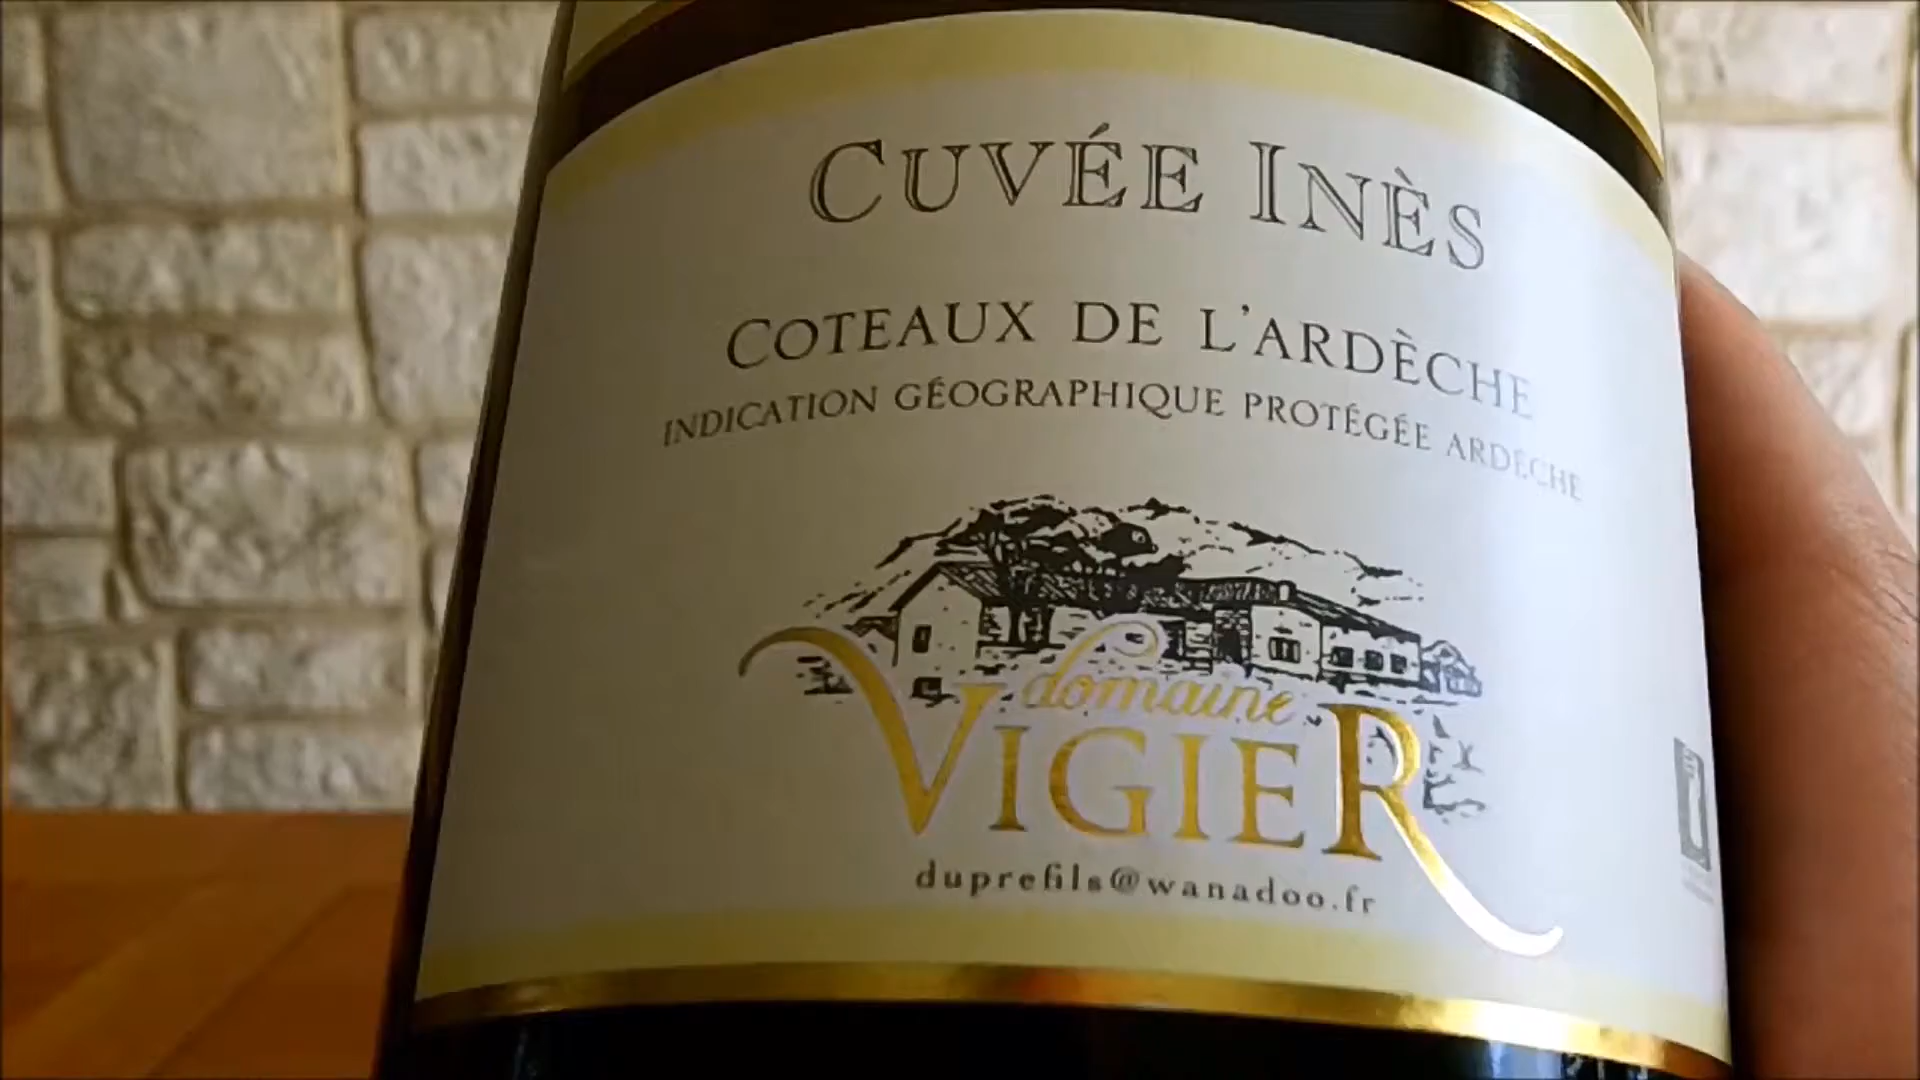 CUVÉE INÈS
COTEAUX DE L'ARDÈCHE
INDICATION GÉOGRAPHIQUE PROTÉGÉE ARDÈCHE
domaine
VIGIER
duprefils@wanadoo.fr